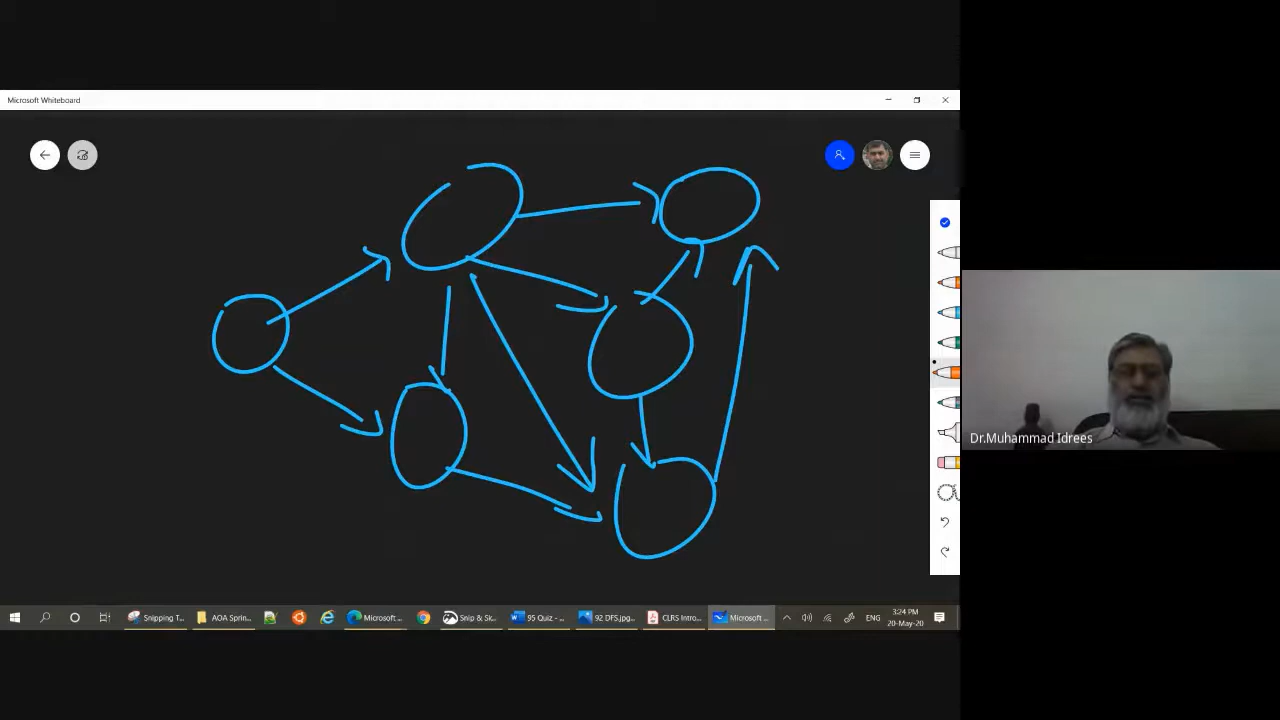 Microsoft Whiteboard
Dr.Muhammad Idrees
Snipping T...
AOA Sprin...
Microsoft...
Snip & Sk...
95 Quiz - ...
92 DFS.jpg...
CLRS Intro...
Microsoft ...
ENG
3:24 PM
20-May-20